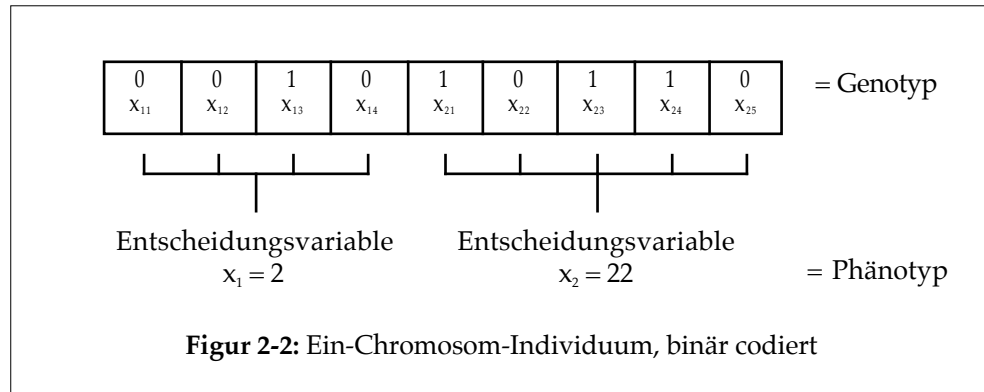 0 0 1 0 1 0 1 1 0
x₁₁ x₁₂ x₁₃ x₁₄ x₂₁ x₂₂ x₂₃ x₂₄ x₂₅
= Genotyp
Entscheidungsvariable Entscheidungsvariable
x₁ = 2 x₂ = 22
= Phänotyp
Figur 2-2: Ein-Chromosom-Individuum, binär codiert